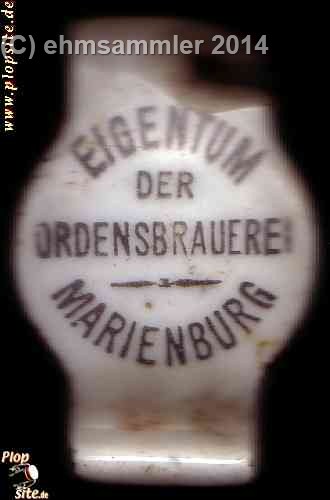 (C) ehmsammler 2014
www.plopsite.de
EIGENTUM
DER
ORDENSBRAUEREI
MARIENBURG
Plop
Site.de